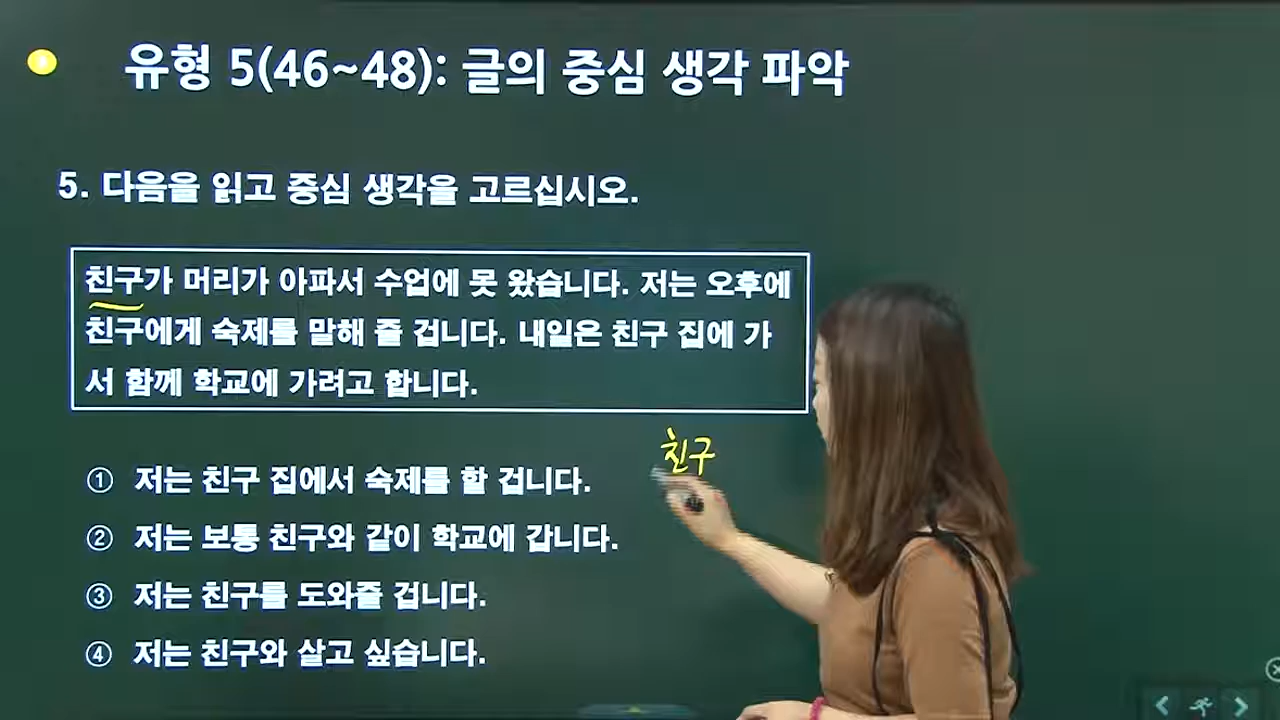 유형 5(46~48): 글의 중심 생각 파악
5. 다음을 읽고 중심 생각을 고르십시오.
친구가 머리가 아파서 수업에 못 왔습니다. 저는 오후에
친구에게 숙제를 말해 줄 겁니다. 내일은 친구 집에 가
서 함께 학교에 가려고 합니다.
친구
① 저는 친구 집에서 숙제를 할 겁니다.
② 저는 보통 친구와 같이 학교에 갑니다.
③ 저는 친구를 도와줄 겁니다.
④ 저는 친구와 살고 싶습니다.